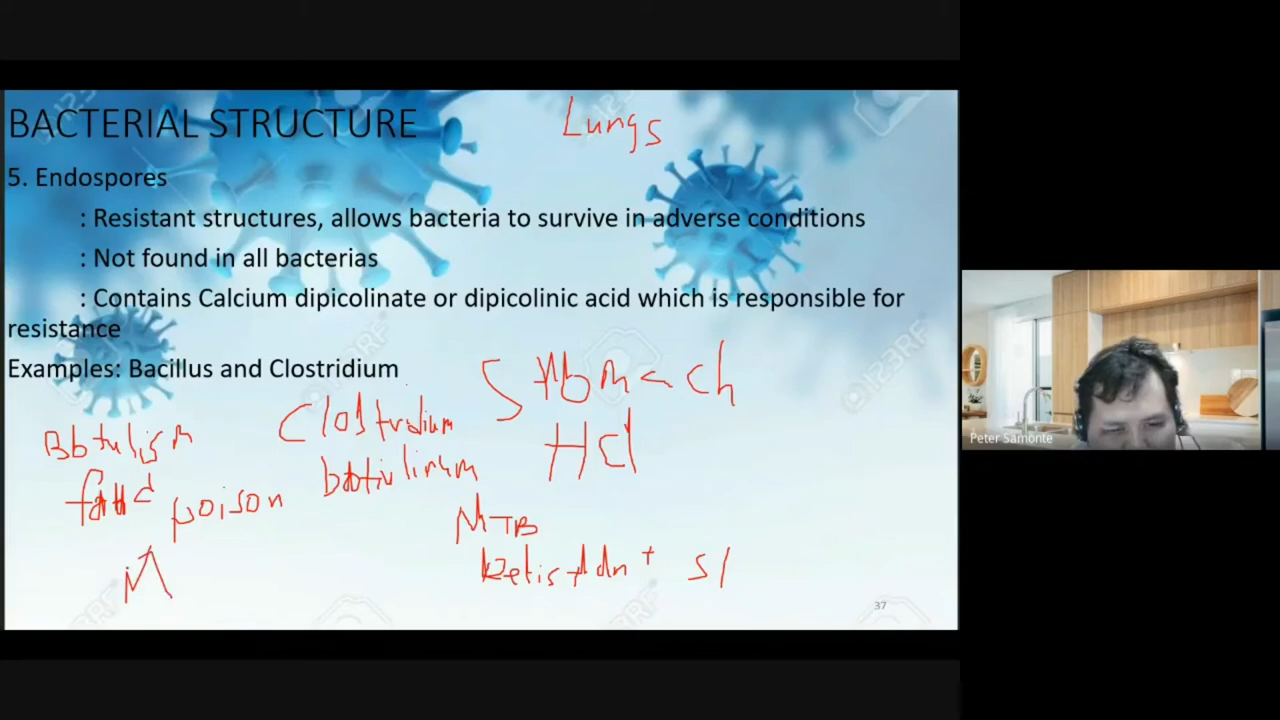 BACTERIAL STRUCTURE
Lungs
5. Endospores
: Resistant structures, allows bacteria to survive in adverse conditions
: Not found in all bacterias
: Contains Calcium dipicolinate or dipicolinic acid which is responsible for
resistance
Examples: Bacillus and Clostridium
Stomach
HCl
Botulism
food poison
Clostridium
botulinum
MTB
Resistant
37
Peter Samonte
123RF